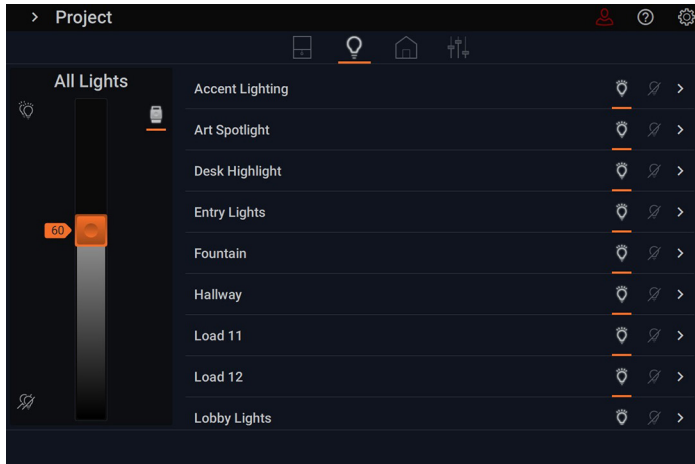 Project
All Lights
60
Accent Lighting
Art Spotlight
Desk Highlight
Entry Lights
Fountain
Hallway
Load 11
Load 12
Lobby Lights